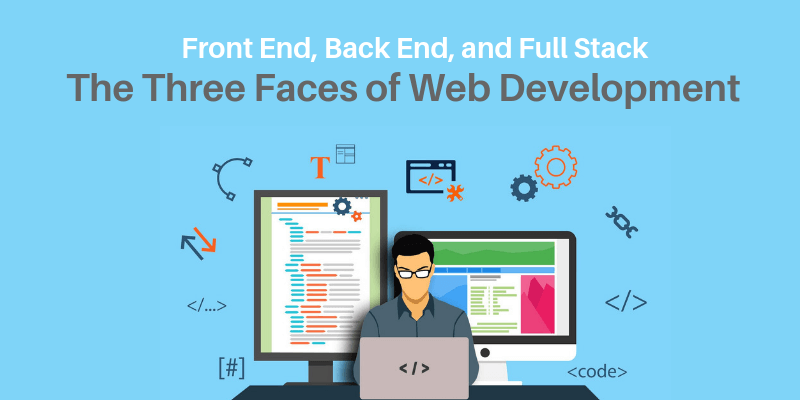 Front End, Back End, and Full Stack
The Three Faces of Web Development
T
</>
</...>
</>
[#]
</>
<code>